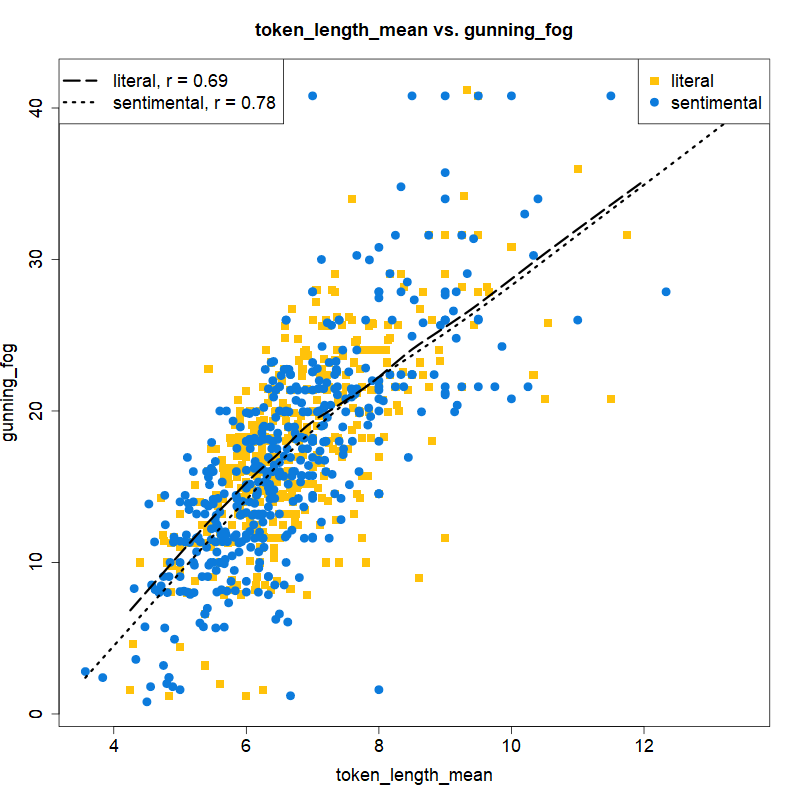 token_length_mean vs. gunning_fog
literal, r = 0.69
sentimental, r = 0.78
literal
sentimental
40
30
20
10
0
gunning_fog
4 6 8 10 12
token_length_mean